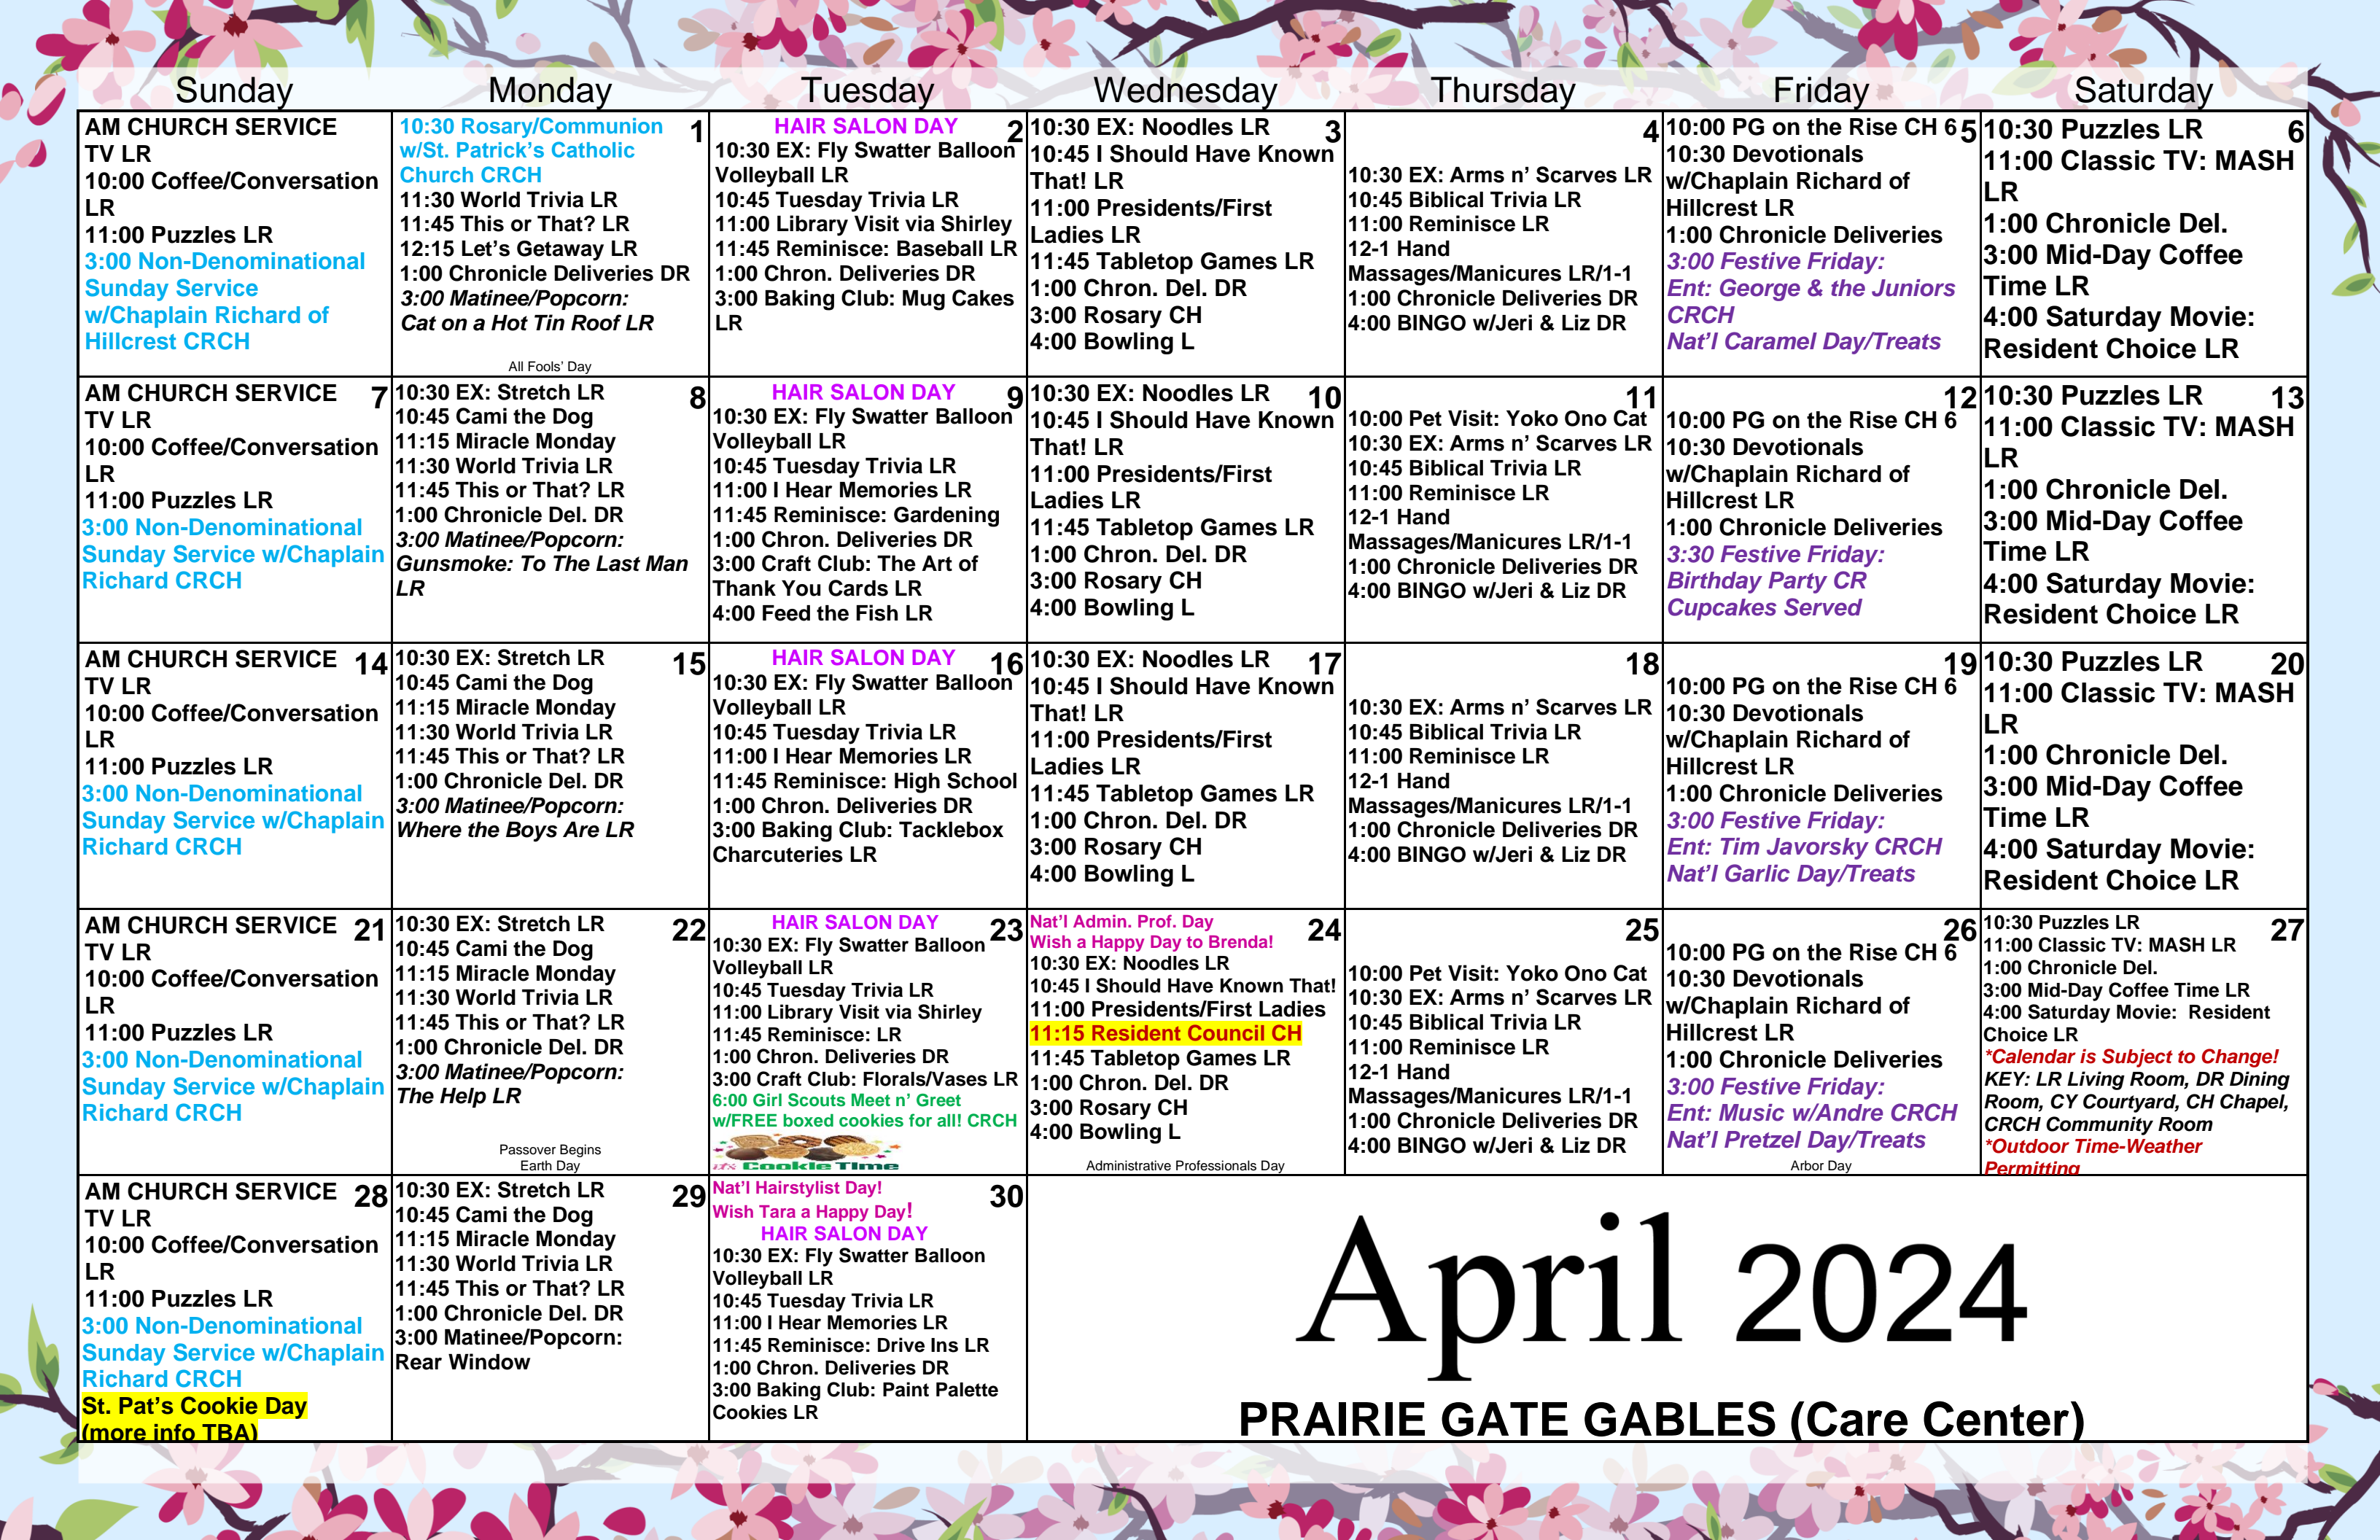 Sunday
Monday
Tuesday
Wednesday
Thursday
Friday
Saturday
AM CHURCH SERVICE
TV LR
10:00 Coffee/Conversation
LR
11:00 Puzzles LR
3:00 Non-Denominational
Sunday Service
w/Chaplain Richard of
Hillcrest CRCH
1
10:30 Rosary/Communion
w/St. Patrick's Catholic
Church CRCH
11:30 World Trivia LR
11:45 This or That? LR
12:15 Let's Getaway LR
1:00 Chronicle Deliveries DR
3:00 Matinee/Popcorn:
Cat on a Hot Tin Roof LR
All Fools' Day
2
HAIR SALON DAY
10:30 EX: Fly Swatter Balloon
Volleyball LR
10:45 Tuesday Trivia LR
11:00 Library Visit via Shirley
11:45 Reminisce: Baseball LR
1:00 Chron. Deliveries DR
3:00 Baking Club: Mug Cakes
LR
3
10:30 EX: Noodles LR
10:45 I Should Have Known
That! LR
11:00 Presidents/First
Ladies LR
11:45 Tabletop Games LR
1:00 Chron. Del. DR
3:00 Rosary CH
4:00 Bowling L
4
10:30 EX: Arms n' Scarves LR
10:45 Biblical Trivia LR
11:00 Reminisce LR
12-1 Hand
Massages/Manicures LR/1-1
1:00 Chronicle Deliveries DR
4:00 BINGO w/Jeri & Liz DR
5
10:00 PG on the Rise CH 6
10:30 Devotionals
w/Chaplain Richard of
Hillcrest LR
1:00 Chronicle Deliveries
3:00 Festive Friday:
Ent: George & the Juniors
CRCH
Nat'l Caramel Day/Treats
6
10:30 Puzzles LR
11:00 Classic TV: MASH
LR
1:00 Chronicle Del.
3:00 Mid-Day Coffee
Time LR
4:00 Saturday Movie:
Resident Choice LR
7
AM CHURCH SERVICE
TV LR
10:00 Coffee/Conversation
LR
11:00 Puzzles LR
3:00 Non-Denominational
Sunday Service w/Chaplain
Richard CRCH
8
10:30 EX: Stretch LR
10:45 Cami the Dog
11:15 Miracle Monday
11:30 World Trivia LR
11:45 This or That? LR
1:00 Chronicle Del. DR
3:00 Matinee/Popcorn:
Gunsmoke: To The Last Man
LR
9
HAIR SALON DAY
10:30 EX: Fly Swatter Balloon
Volleyball LR
10:45 Tuesday Trivia LR
11:00 I Hear Memories LR
11:45 Reminisce: Gardening
1:00 Chron. Deliveries DR
3:00 Craft Club: The Art of
Thank You Cards LR
4:00 Feed the Fish LR
10
10:30 EX: Noodles LR
10:45 I Should Have Known
That! LR
11:00 Presidents/First
Ladies LR
11:45 Tabletop Games LR
1:00 Chron. Del. DR
3:00 Rosary CH
4:00 Bowling L
11
10:00 Pet Visit: Yoko Ono Cat
10:30 EX: Arms n' Scarves LR
10:45 Biblical Trivia LR
11:00 Reminisce LR
12-1 Hand
Massages/Manicures LR/1-1
1:00 Chronicle Deliveries DR
4:00 BINGO w/Jeri & Liz DR
12
10:00 PG on the Rise CH 6
10:30 Devotionals
w/Chaplain Richard of
Hillcrest LR
1:00 Chronicle Deliveries
3:30 Festive Friday:
Birthday Party CR
Cupcakes Served
13
10:30 Puzzles LR
11:00 Classic TV: MASH
LR
1:00 Chronicle Del.
3:00 Mid-Day Coffee
Time LR
4:00 Saturday Movie:
Resident Choice LR
14
AM CHURCH SERVICE
TV LR
10:00 Coffee/Conversation
LR
11:00 Puzzles LR
3:00 Non-Denominational
Sunday Service w/Chaplain
Richard CRCH
15
10:30 EX: Stretch LR
10:45 Cami the Dog
11:15 Miracle Monday
11:30 World Trivia LR
11:45 This or That? LR
1:00 Chronicle Del. DR
3:00 Matinee/Popcorn:
Where the Boys Are LR
16
HAIR SALON DAY
10:30 EX: Fly Swatter Balloon
Volleyball LR
10:45 Tuesday Trivia LR
11:00 I Hear Memories LR
11:45 Reminisce: High School
1:00 Chron. Deliveries DR
3:00 Baking Club: Tacklebox
Charcuteries LR
17
10:30 EX: Noodles LR
10:45 I Should Have Known
That! LR
11:00 Presidents/First
Ladies LR
11:45 Tabletop Games LR
1:00 Chron. Del. DR
3:00 Rosary CH
4:00 Bowling L
18
10:30 EX: Arms n' Scarves LR
10:45 Biblical Trivia LR
11:00 Reminisce LR
12-1 Hand
Massages/Manicures LR/1-1
1:00 Chronicle Deliveries DR
4:00 BINGO w/Jeri & Liz DR
19
10:00 PG on the Rise CH 6
10:30 Devotionals
w/Chaplain Richard of
Hillcrest LR
1:00 Chronicle Deliveries
3:00 Festive Friday:
Ent: Tim Javorsky CRCH
Nat'l Garlic Day/Treats
20
10:30 Puzzles LR
11:00 Classic TV: MASH
LR
1:00 Chronicle Del.
3:00 Mid-Day Coffee
Time LR
4:00 Saturday Movie:
Resident Choice LR
21
AM CHURCH SERVICE
TV LR
10:00 Coffee/Conversation
LR
11:00 Puzzles LR
3:00 Non-Denominational
Sunday Service w/Chaplain
Richard CRCH
22
10:30 EX: Stretch LR
10:45 Cami the Dog
11:15 Miracle Monday
11:30 World Trivia LR
11:45 This or That? LR
1:00 Chronicle Del. DR
3:00 Matinee/Popcorn:
The Help LR
Passover Begins
Earth Day
23
HAIR SALON DAY
10:30 EX: Fly Swatter Balloon
Volleyball LR
10:45 Tuesday Trivia LR
11:00 Library Visit via Shirley
11:45 Reminisce: LR
1:00 Chron. Deliveries DR
3:00 Craft Club: Florals/Vases LR
6:00 Girl Scouts Meet n' Greet
w/FREE boxed cookies for all! CRCH
it's Cookie Time
24
Nat'l Admin. Prof. Day
Wish a Happy Day to Brenda!
10:30 EX: Noodles LR
10:45 I Should Have Known That!
11:00 Presidents/First Ladies
11:15 Resident Council CH
11:45 Tabletop Games LR
1:00 Chron. Del. DR
3:00 Rosary CH
4:00 Bowling L
Administrative Professionals Day
25
10:00 Pet Visit: Yoko Ono Cat
10:30 EX: Arms n' Scarves LR
10:45 Biblical Trivia LR
11:00 Reminisce LR
12-1 Hand
Massages/Manicures LR/1-1
1:00 Chronicle Deliveries DR
4:00 BINGO w/Jeri & Liz DR
26
10:00 PG on the Rise CH 6
10:30 Devotionals
w/Chaplain Richard of
Hillcrest LR
1:00 Chronicle Deliveries
3:00 Festive Friday:
Ent: Music w/Andre CRCH
Nat'l Pretzel Day/Treats
Arbor Day
27
10:30 Puzzles LR
11:00 Classic TV: MASH LR
1:00 Chronicle Del.
3:00 Mid-Day Coffee Time LR
4:00 Saturday Movie: Resident
Choice LR
*Calendar is Subject to Change!
KEY: LR Living Room, DR Dining
Room, CY Courtyard, CH Chapel,
CRCH Community Room
*Outdoor Time-Weather
Permitting
28
AM CHURCH SERVICE
TV LR
10:00 Coffee/Conversation
LR
11:00 Puzzles LR
3:00 Non-Denominational
Sunday Service w/Chaplain
Richard CRCH
St. Pat's Cookie Day
(more info TBA)
29
10:30 EX: Stretch LR
10:45 Cami the Dog
11:15 Miracle Monday
11:30 World Trivia LR
11:45 This or That? LR
1:00 Chronicle Del. DR
3:00 Matinee/Popcorn:
Rear Window
30
Nat'l Hairstylist Day!
Wish Tara a Happy Day!
HAIR SALON DAY
10:30 EX: Fly Swatter Balloon
Volleyball LR
10:45 Tuesday Trivia LR
11:00 I Hear Memories LR
11:45 Reminisce: Drive Ins LR
1:00 Chron. Deliveries DR
3:00 Baking Club: Paint Palette
Cookies LR
April 2024
PRAIRIE GATE GABLES (Care Center)